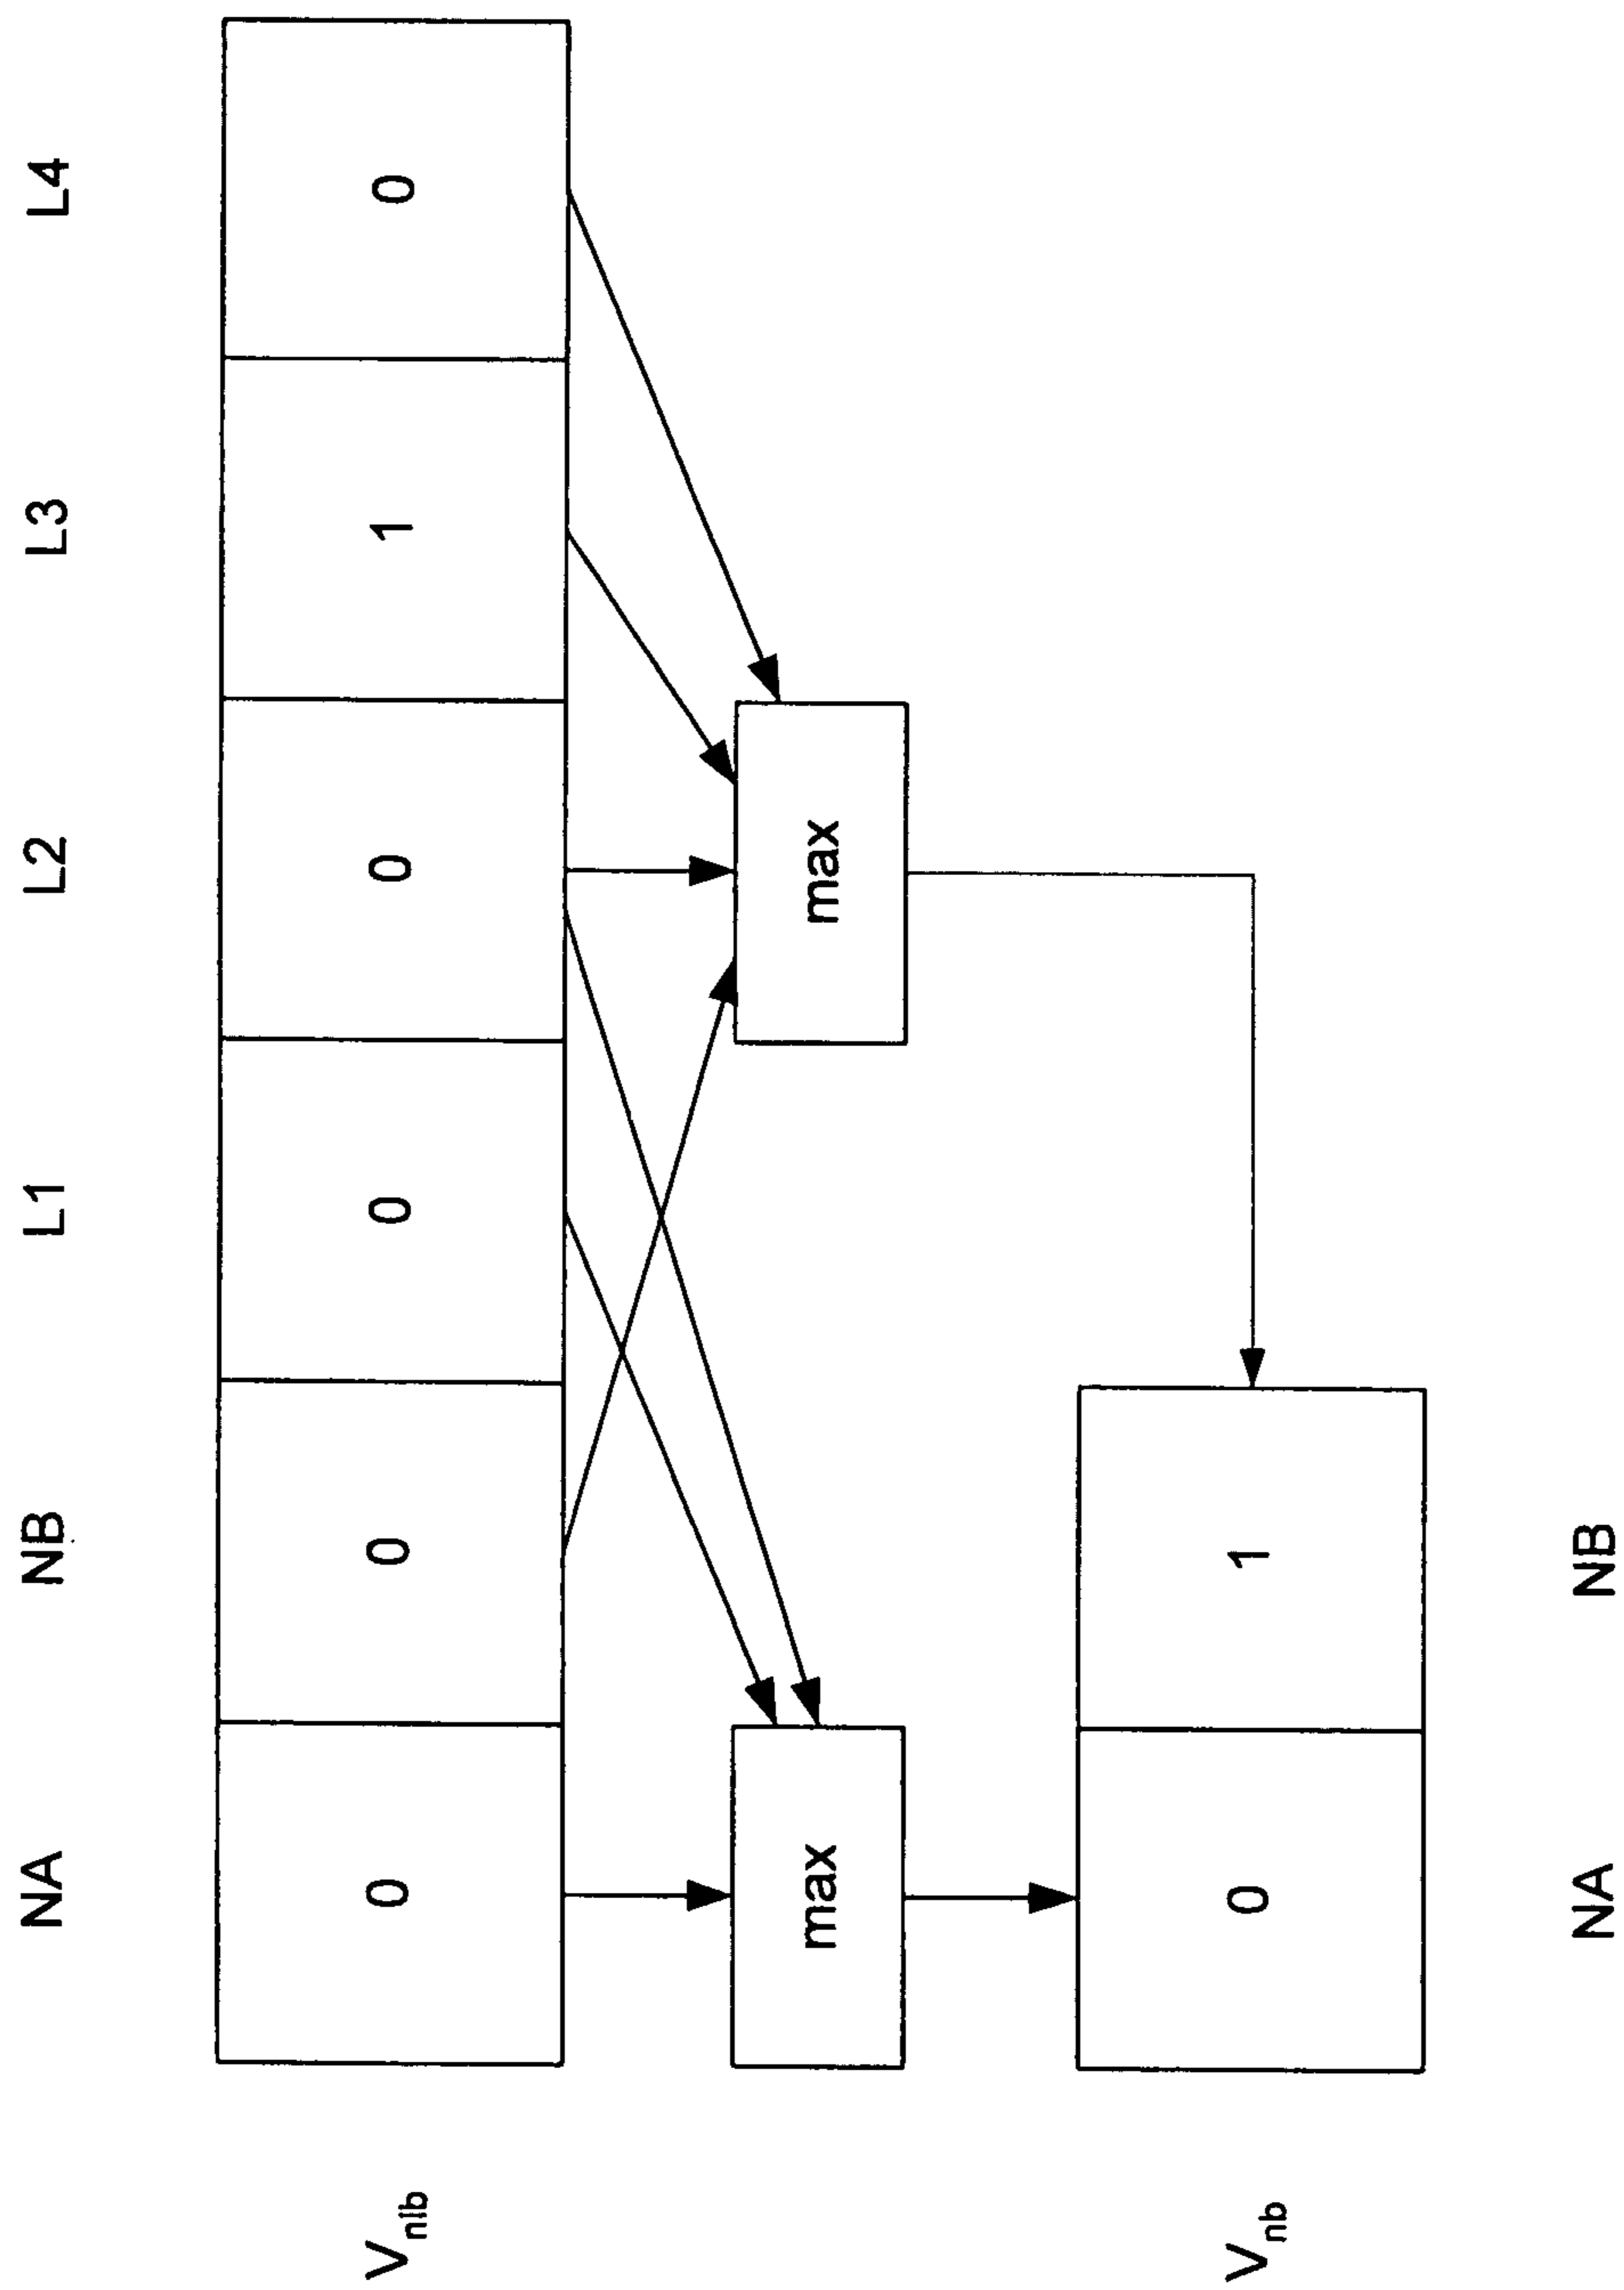 NA NB L1 L2 L3 L4
Vnlb 0 0 0 0 1 0
max max
Vnb 0 1
NA NB